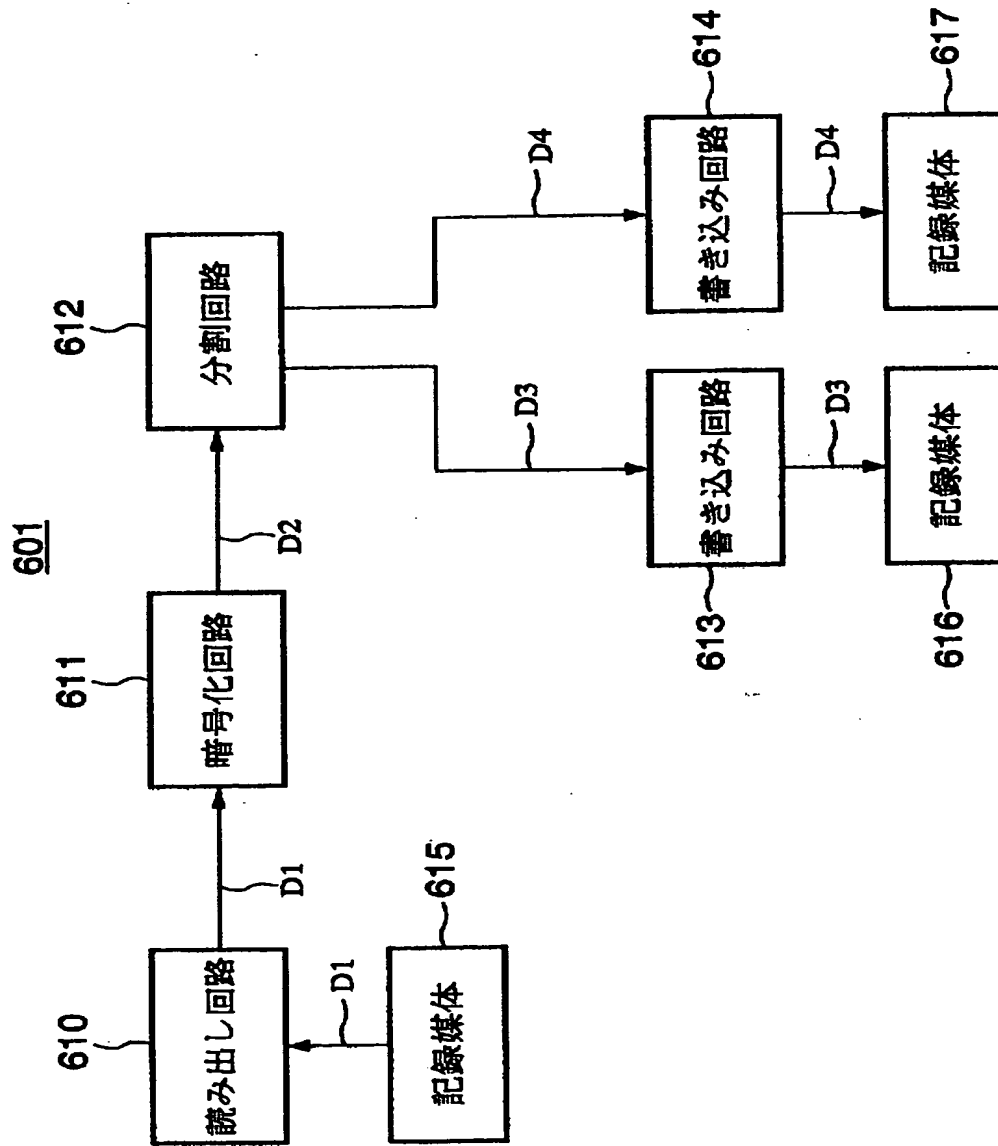 601
610
読み出し回路
D1
611
暗号化回路
D2
612
分割回路
D1
615
記録媒体
D3
D4
613
書き込み回路
614
書き込み回路
D3
D4
616
記録媒体
617
記録媒体